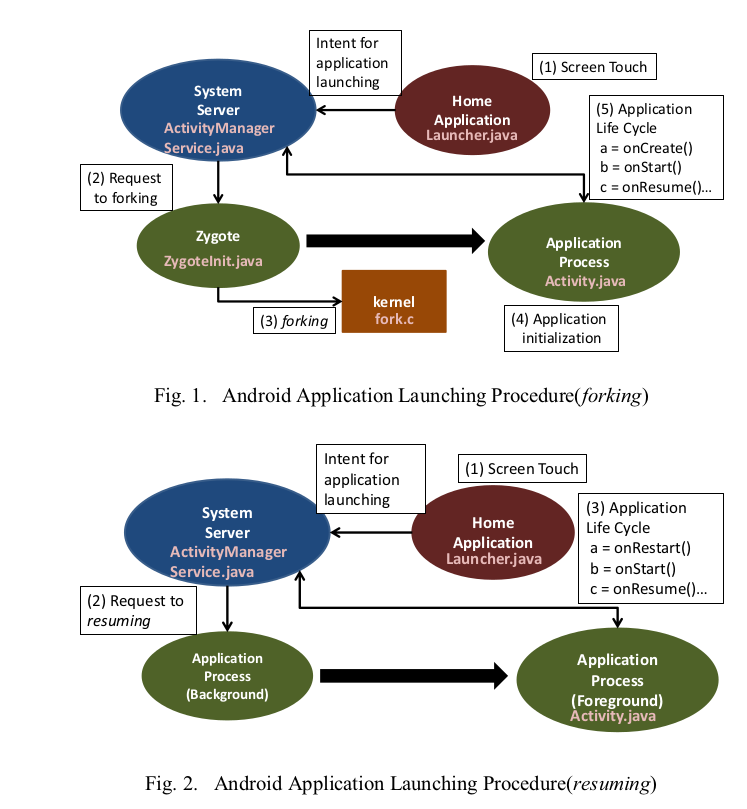 Intent for
application
launching
(1) Screen Touch
System
Server
ActivityManager
Service.java
Home
Application
Launcher.java
(5) Application
Life Cycle
a = onCreate()
b = onStart()
c = onResume()...
(2) Request
to forking
Zygote
ZygoteInit.java
Application
Process
Activity.java
kernel
fork.c
(3) forking
(4) Application
initialization
Fig. 1. Android Application Launching Procedure(forking)
Intent for
application
launching
(1) Screen Touch
System
Server
ActivityManager
Service.java
Home
Application
Launcher.java
(3) Application
Life Cycle
a = onRestart()
b = onStart()
c = onResume()...
(2) Request to
resuming
Application
Process
(Background)
Application
Process
(Foreground)
Activity.java
Fig. 2. Android Application Launching Procedure(resuming)